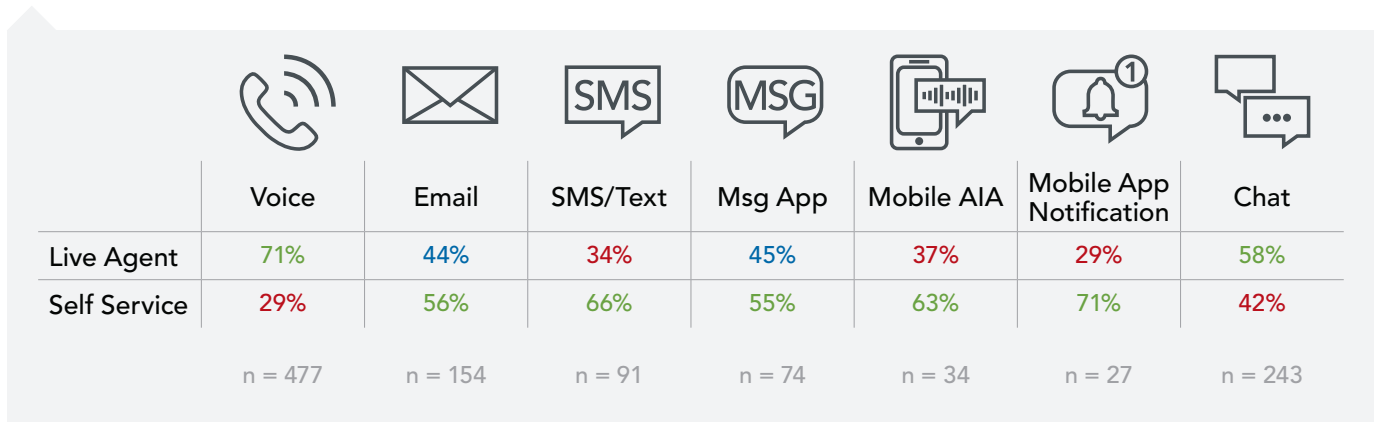 SMS
MSG
1
Voice Email SMS/Text Msg App Mobile AIA Mobile App Notification Chat
Live Agent 71% 44% 34% 45% 37% 29% 58%
Self Service 29% 56% 66% 55% 63% 71% 42%
n = 477 n = 154 n = 91 n = 74 n = 34 n = 27 n = 243